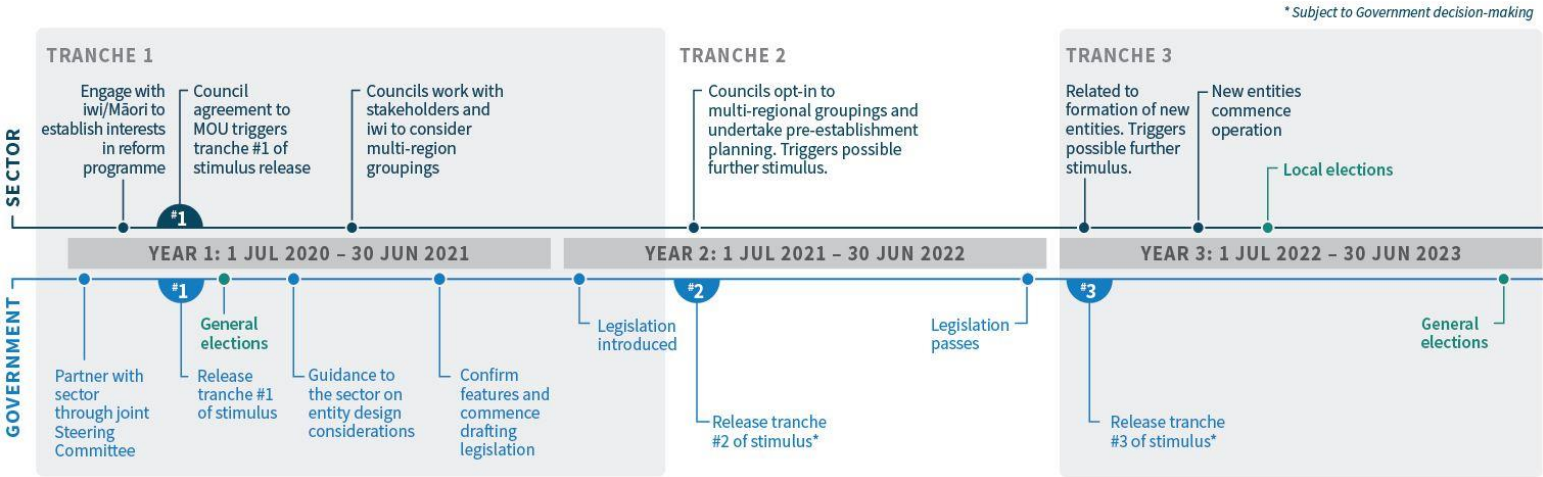 * Subject to Government decision-making
TRANCHE 1
TRANCHE 2
TRANCHE 3
SECTOR
Engage with
iwi/Māori to
establish interests
in reform
programme
Council
agreement to
MOU triggers
tranche #1 of
stimulus release
Councils work with
stakeholders and
iwi to consider
multi-region
groupings
Councils opt-in to
multi-regional groupings and
undertake pre-establishment
planning. Triggers possible
further stimulus.
Related to
formation of new
entities. Triggers
possible further
stimulus.
New entities
commence
operation
Local elections
#1
YEAR 1: 1 JUL 2020 – 30 JUN 2021
YEAR 2: 1 JUL 2021 – 30 JUN 2022
YEAR 3: 1 JUL 2022 – 30 JUN 2023
GOVERNMENT
#1
#2
#3
General
elections
Legislation
introduced
Legislation
passes
General
elections
Partner with
sector
through joint
Steering
Committee
Release
tranche #1
of stimulus
Guidance to
the sector on
entity design
considerations
Confirm
features and
commence
drafting
legislation
Release tranche
#2 of stimulus*
Release tranche
#3 of stimulus*